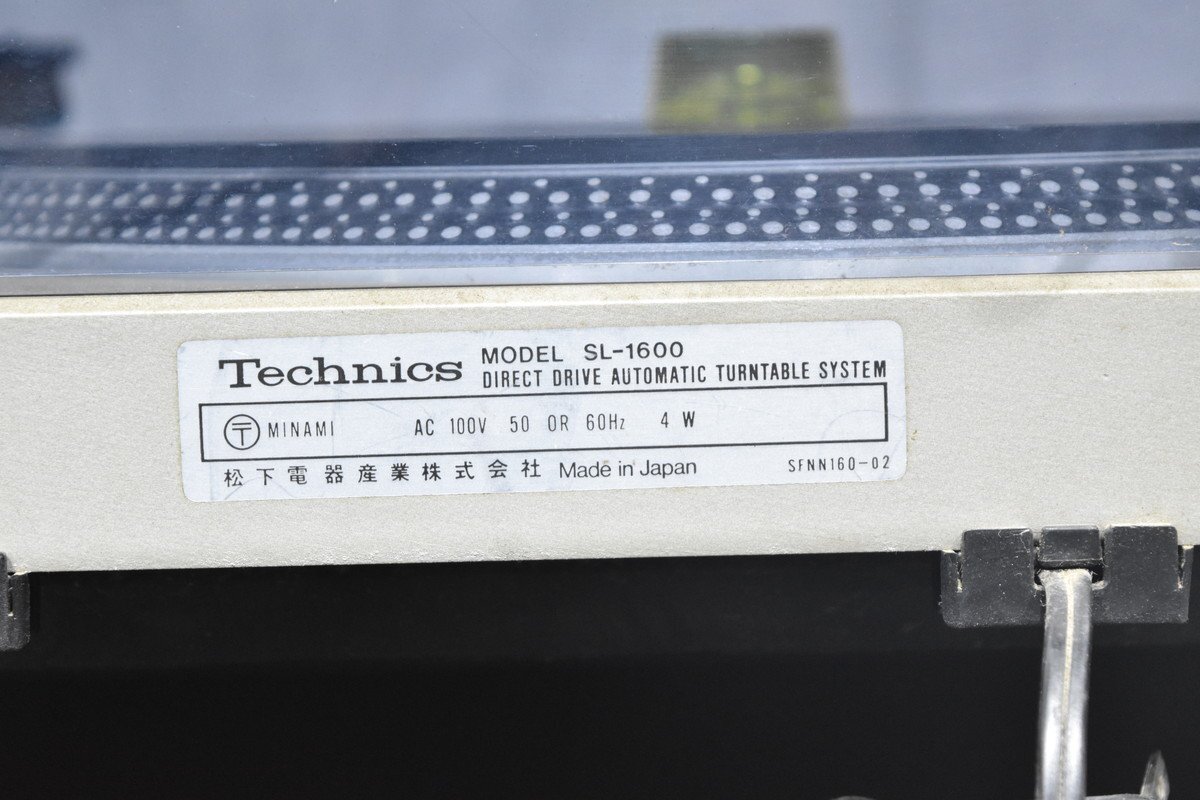 Technics MODEL SL-1600
DIRECT DRIVE AUTOMATIC TURNTABLE SYSTEM
〒 MINAMI AC 100V 50 OR 60Hz 4 W
松下電器産業株式会社 Made in Japan SFNN160-02